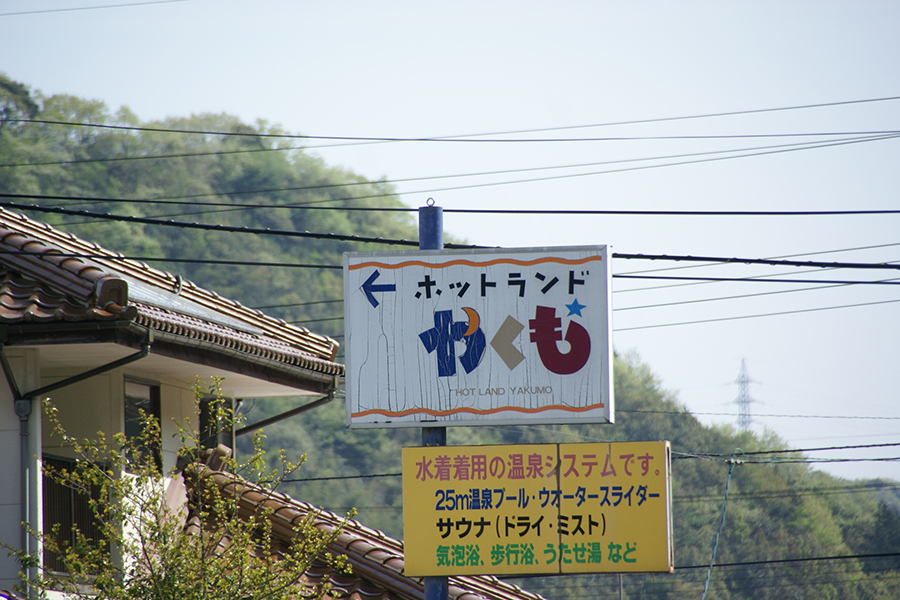 ←ホットランド
やくも
HOT LAND YAKUMO
水着着用の温泉システムです。
25m温泉プール・ウオータースライダー
サウナ(ドライ・ミスト)
気泡浴、歩行浴、うたせ湯 など